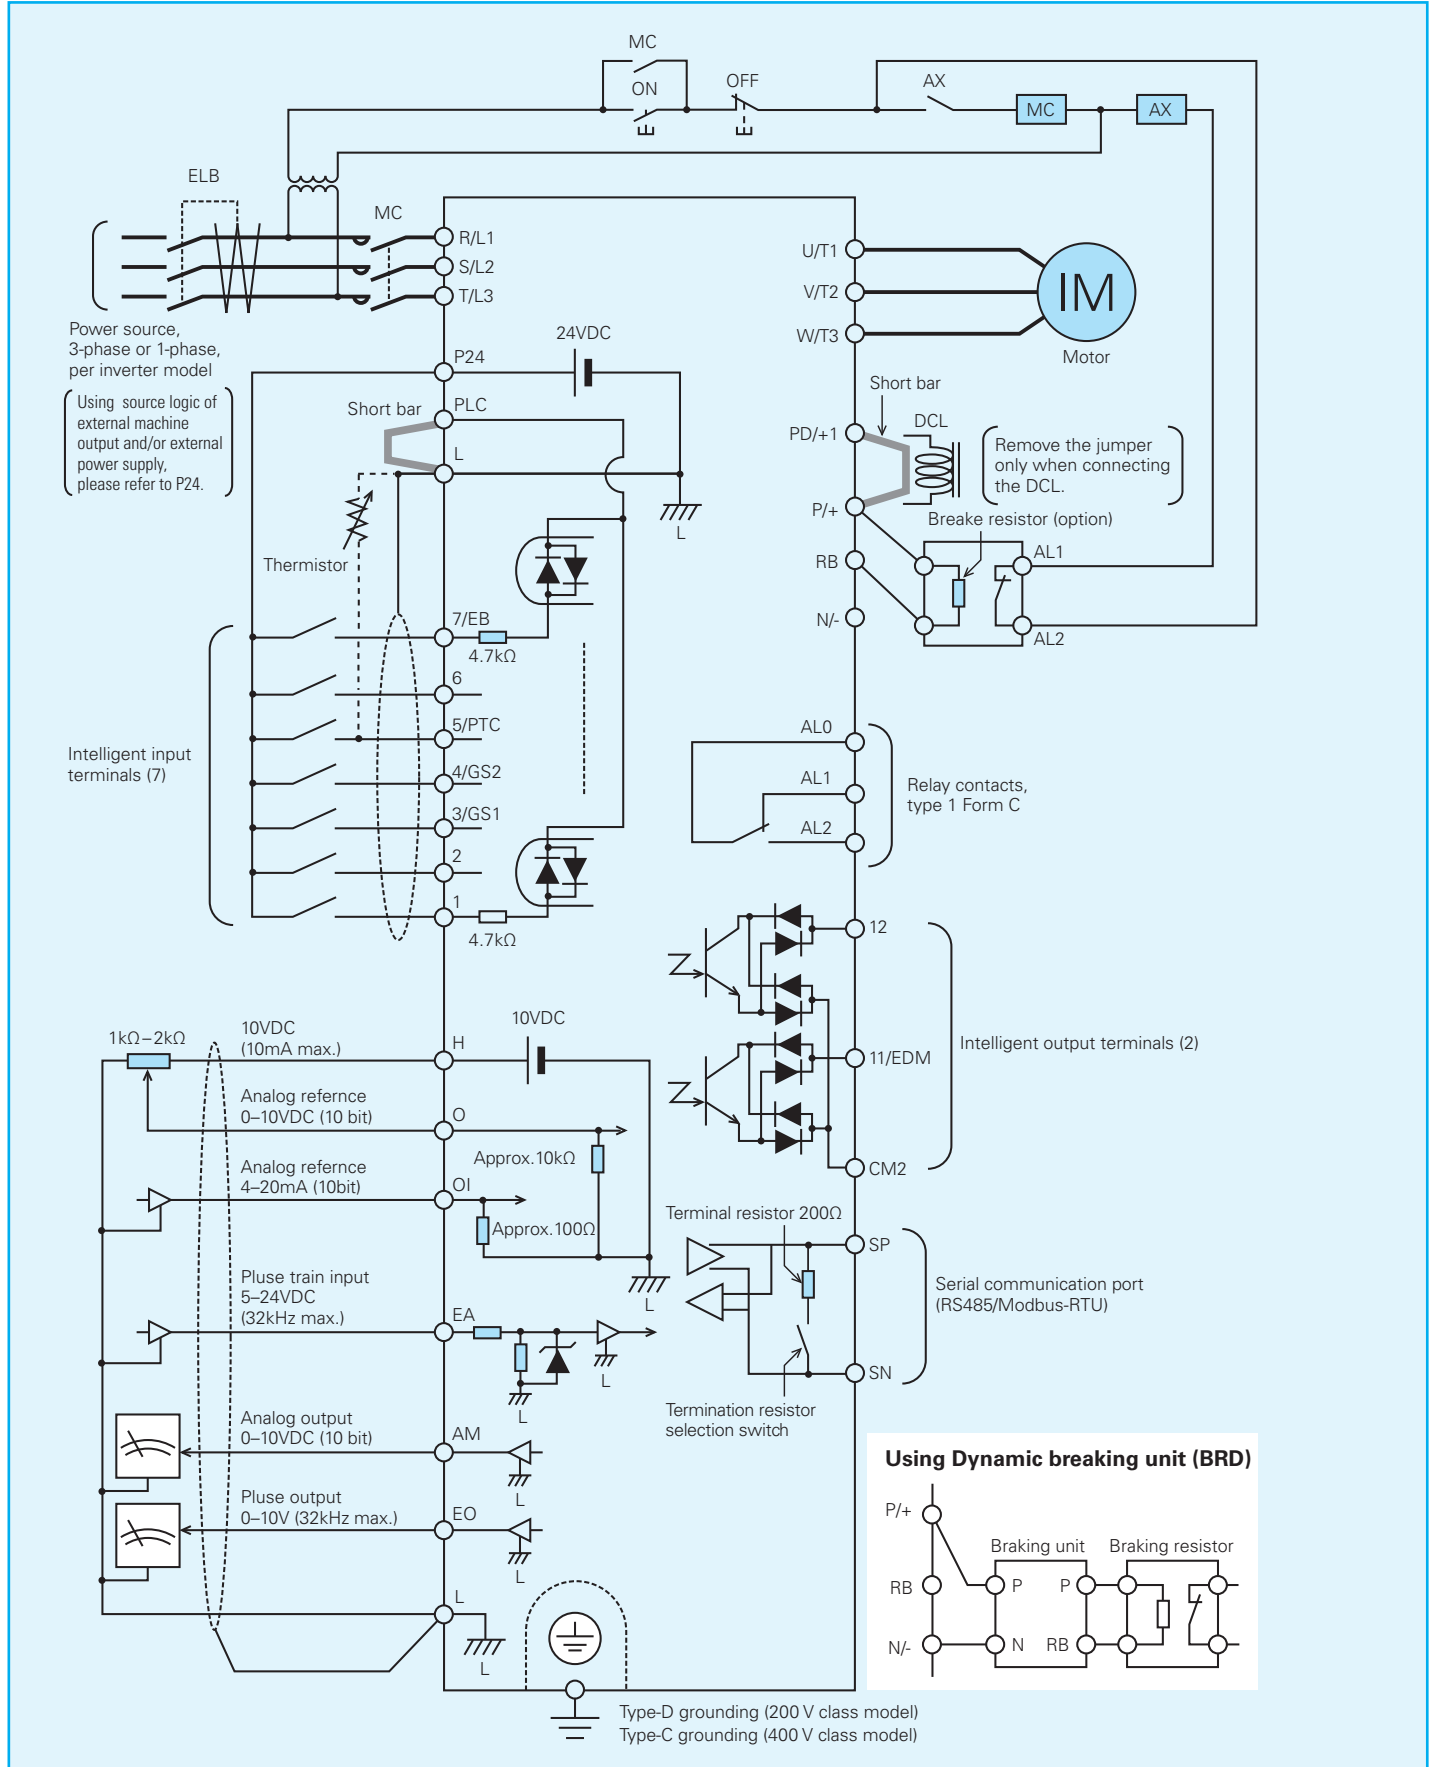 MC
ON
OFF
AX
MC
AX
ELB
MC
R/L1
S/L2
T/L3
U/T1
V/T2
W/T3
IM
Motor
Power source,
3-phase or 1-phase,
per inverter model
Using source logic of
external machine
output and/or external
power supply,
please refer to P24.
P24
24VDC
Short bar
PLC
L
L
Thermistor
Short bar
PD/+1
DCL
Remove the jumper
only when connecting
the DCL.
P/+
Breake resistor (option)
RB
AL1
N/-
AL2
7/EB
4.7kΩ
6
5/PTC
4/GS2
3/GS1
2
1
4.7kΩ
Intelligent input
terminals (7)
AL0
AL1
AL2
Relay contacts,
type 1 Form C
12
11/EDM
CM2
Intelligent output terminals (2)
1kΩ–2kΩ
10VDC
(10mA max.)
H
10VDC
Analog refernce
0–10VDC (10 bit)
O
Approx.10kΩ
Analog refernce
4–20mA (10bit)
OI
Approx.100Ω
L
Terminal resistor 200Ω
SP
Serial communication port
(RS485/Modbus-RTU)
SN
Termination resistor
selection switch
Pluse train input
5–24VDC
(32kHz max.)
EA
L
L
Analog output
0–10VDC (10 bit)
AM
L
Pluse output
0–10V (32kHz max.)
EO
L
L
L
Using Dynamic breaking unit (BRD)
P/+
Braking unit
Braking resistor
RB
P
P
N/-
N
RB
Type-D grounding (200 V class model)
Type-C grounding (400 V class model)